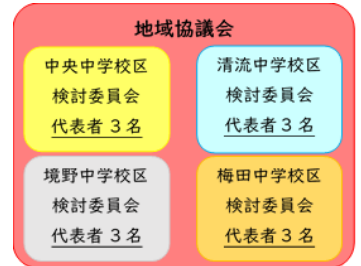 地域協議会
中央中学校区
検討委員会
代表者３名
清流中学校区
検討委員会
代表者３名
境野中学校区
検討委員会
代表者３名
梅田中学校区
検討委員会
代表者３名